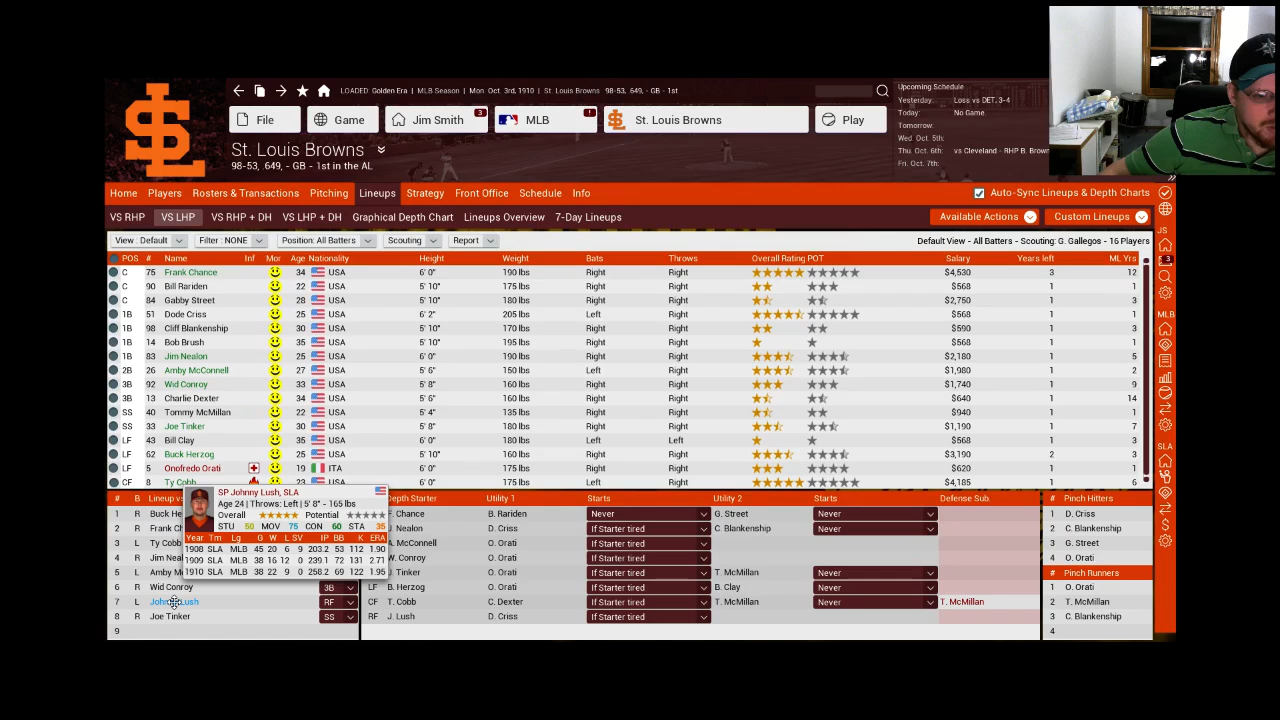 LOADED: Golden Era | MLB Season | Mon. Oct. 3rd, 1910 | St. Louis Browns 98-53, .649, - GB - 1st
Upcoming Schedule
Yesterday: Loss vs DET, 3-4
Today: No Game.
Tomorrow:
Wed. Oct. 5th:
Thu. Oct. 6th: vs Cleveland - RHP B. Brown
Fri. Oct. 7th:
File Game Jim Smith 3 MLB ! St. Louis Browns Play
St. Louis Browns
98-53, .649, - GB - 1st in the AL
Home Players Rosters & Transactions Pitching Lineups Strategy Front Office Schedule Info Auto-Sync Lineups & Depth Charts
VS RHP VS LHP VS RHP + DH VS LHP + DH Graphical Depth Chart Lineups Overview 7-Day Lineups Available Actions Custom Lineups
View : Default Filter : NONE Position: All Batters Scouting Report Default View - All Batters - Scouting: G. Gallegos - 16 Players
POS # Name Inf Mor Age Nationality Height Weight Bats Throws Overall Rating POT Salary Years left ML Yrs
C 75 Frank Chance 34 USA 6' 0" 190 lbs Right Right $4,530 3 12
C 90 Bill Rariden 22 USA 5' 10" 175 lbs Right Right $568 1 1
C 84 Gabby Street 28 USA 5' 10" 180 lbs Right Right $2,750 1 3
1B 51 Dode Criss 25 USA 6' 2" 205 lbs Left Right $568 1 1
1B 98 Cliff Blankenship 30 USA 5' 10" 170 lbs Right Right $590 1 3
1B 14 Bob Brush 35 USA 5' 10" 195 lbs Right Right $568 1 1
1B 83 Jim Nealon 25 USA 6' 0" 190 lbs Right Right $2,180 1 5
2B 26 Amby McConnell 27 USA 5' 6" 150 lbs Left Right $1,980 1 2
3B 92 Wid Conroy 33 USA 5' 8" 160 lbs Right Right $1,740 1 9
3B 13 Charlie Dexter 34 USA 5' 6" 160 lbs Right Right $640 1 14
SS 40 Tommy McMillan 22 USA 5' 4" 135 lbs Right Right $940 1 1
SS 33 Joe Tinker 30 USA 5' 8" 175 lbs Right Right $1,190 1 7
LF 43 Bill Clay 35 USA 6' 0" 180 lbs Left Left $568 1 3
LF 62 Buck Herzog 25 USA 5' 8" 160 lbs Right Right $3,190 2 3
LF 5 Onofredo Orati 19 ITA 6' 0" 175 lbs Right Right $620 1 1
CF 8 Ty Cobb 23 USA 6' 0" 175 lbs Left Right $4,185 1 6
# B Lineup Depth Starter Utility 1 Starts Utility 2 Starts Defense Sub. # Pinch Hitters
SP Johnny Lush, SLA
Age 24 | Throws: Left | 5' 8" - 165 lbs
Overall Potential
STU 50 MOV 75 CON 60 STA 35
Year Tm Lg G W L SV IP BB K ERA
1908 SLA MLB 45 20 6 9 203.2 53 112 1.90
1909 SLA MLB 38 16 12 0 239.1 72 131 2.71
1910 SLA MLB 38 22 9 0 258.2 69 122 1.95
1 R Buck He F. Chance B. Rariden Never G. Street Never 1 D. Criss
2 R Frank Ch J. Nealon D. Criss If Starter tired C. Blankenship Never 2 C. Blankenship
3 L Ty Cobb A. McConnell O. Orati If Starter tired 3 G. Street
4 R Jim Neal W. Conroy O. Orati If Starter tired 4 O. Orati
5 L Amby M J. Tinker O. Orati If Starter tired T. McMillan Never # Pinch Runners
6 R Wid Conroy 3B LF B. Herzog O. Orati If Starter tired B. Clay Never 1 O. Orati
7 L Johnny Lush RF CF T. Cobb C. Dexter If Starter tired T. McMillan Never T. McMillan 2 T. McMillan
8 R Joe Tinker SS RF J. Lush D. Criss If Starter tired 3 C. Blankenship
9 4
JS
3
MLB
SLA